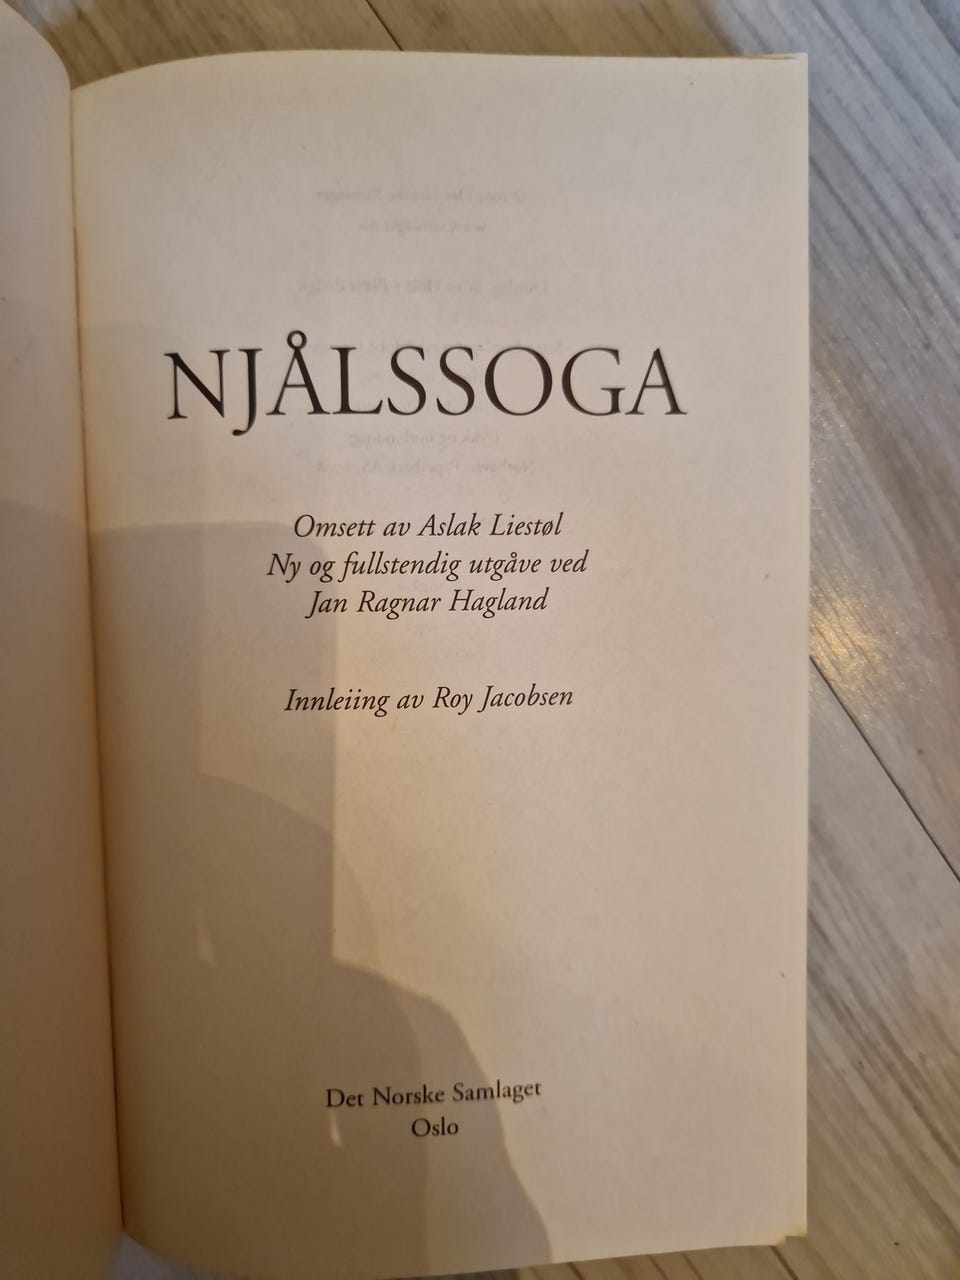 NJÅLSSOGA
Omsett av Aslak Liestøl
Ny og fullstendig utgåve ved
Jan Ragnar Hagland
Innleiing av Roy Jacobsen
Det Norske Samlaget
Oslo